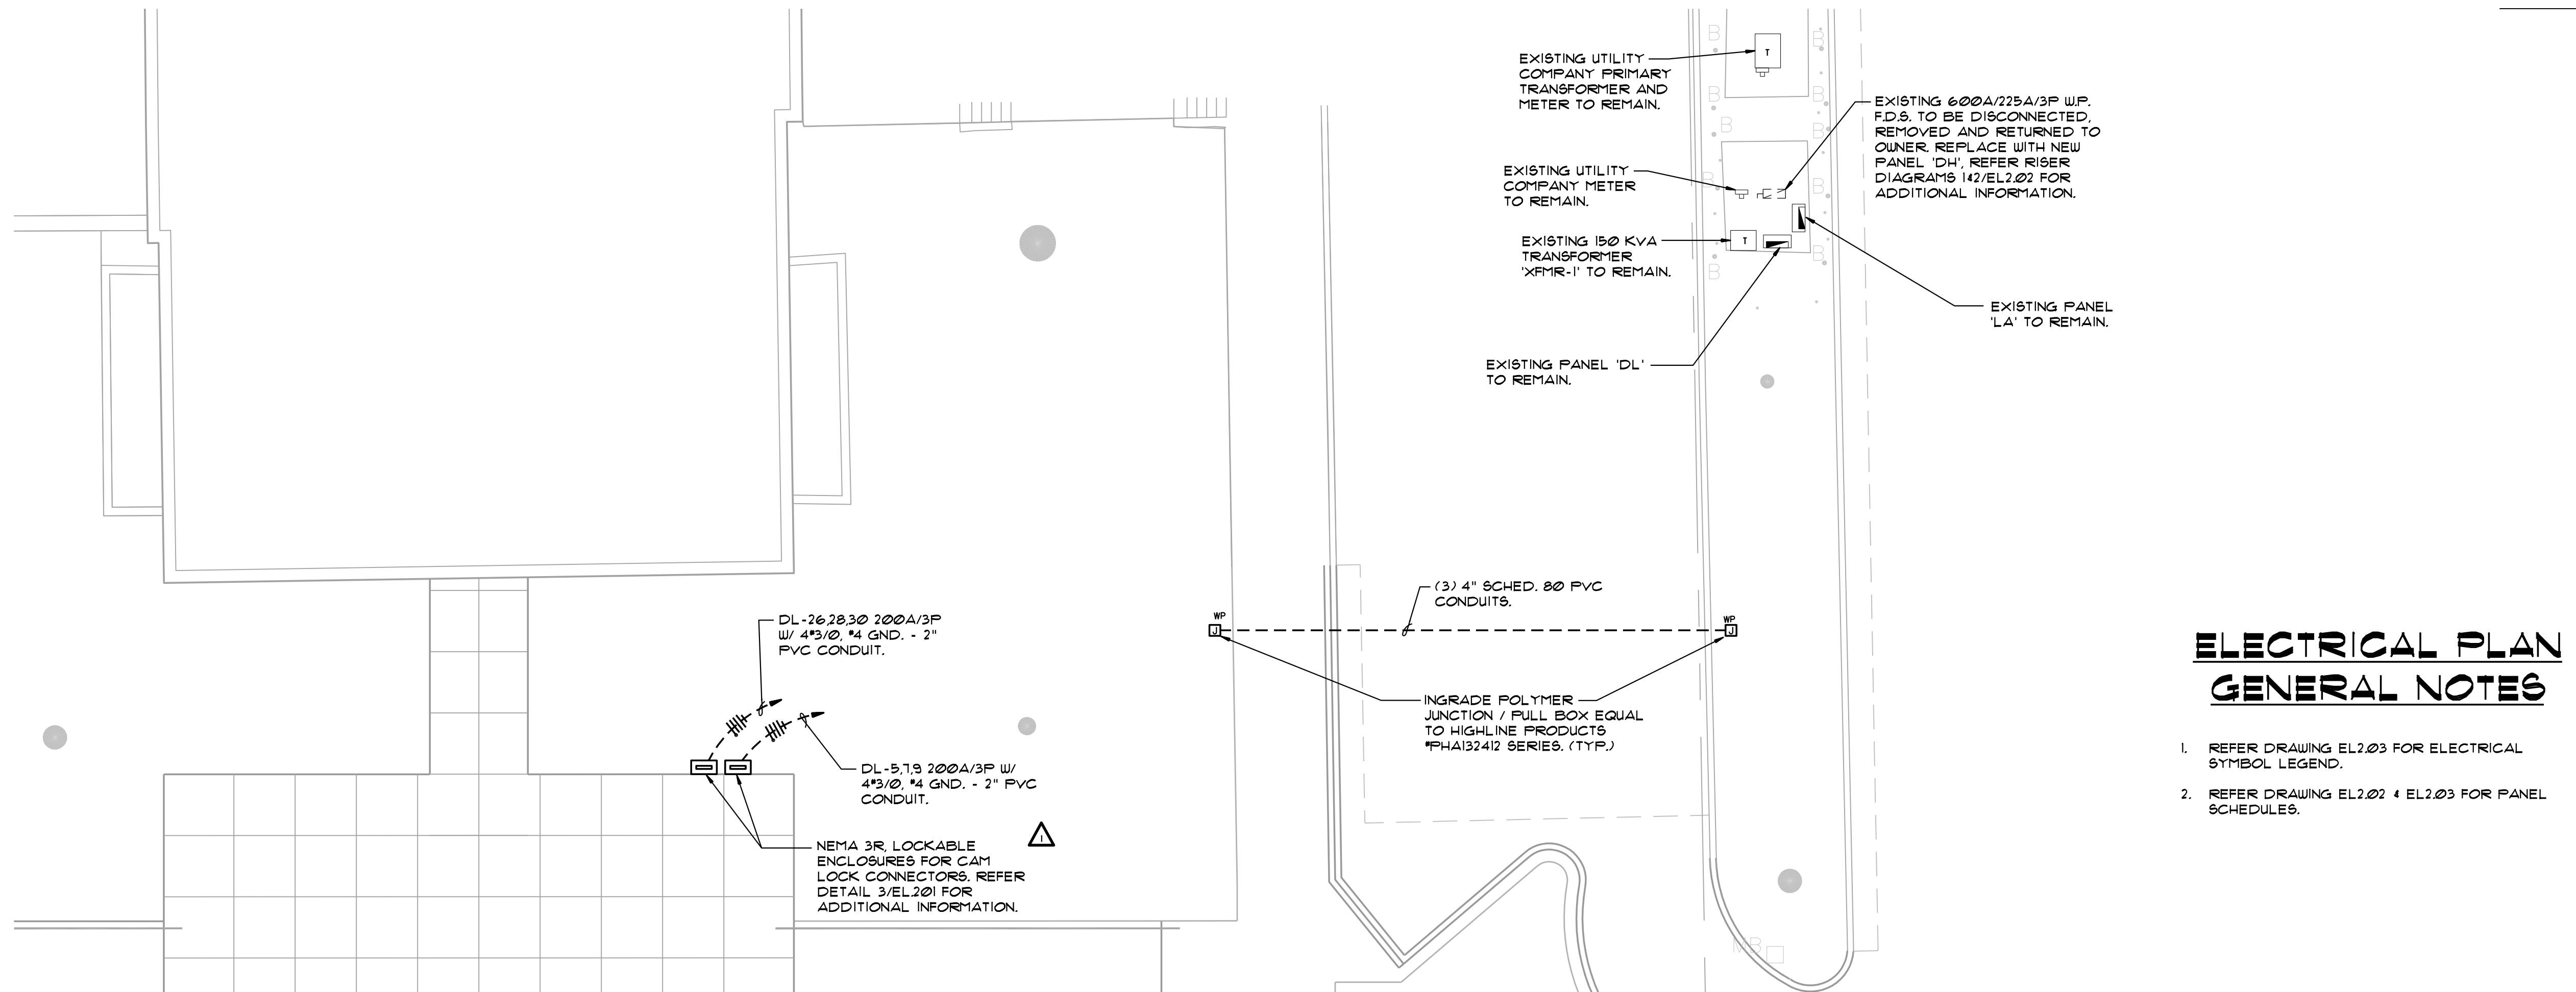 EXISTING UTILITY
COMPANY PRIMARY
TRANSFORMER AND
METER TO REMAIN.
T
EXISTING 600A/225A/3P W.P.
F.D.S. TO BE DISCONNECTED,
REMOVED AND RETURNED TO
OWNER. REPLACE WITH NEW
PANEL 'DH', REFER RISER
DIAGRAMS 1&2/EL2.02 FOR
ADDITIONAL INFORMATION.
EXISTING UTILITY
COMPANY METER
TO REMAIN.
EXISTING 150 KVA
TRANSFORMER
'XFMR-1' TO REMAIN.
T
EXISTING PANEL
'LA' TO REMAIN.
EXISTING PANEL 'DL'
TO REMAIN.
B
B
B
B
B
B
B
B
B
B
B
(3) 4" SCHED. 80 PVC
CONDUITS.
WP
J
WP
J
DL-26,28,30 200A/3P
W/ 4#3/0, #4 GND. - 2"
PVC CONDUIT.
INGRADE POLYMER
JUNCTION / PULL BOX EQUAL
TO HIGHLINE PRODUCTS
#PHA132412 SERIES. (TYP.)
DL-5,7,9 200A/3P W/
4#3/0, #4 GND. - 2" PVC
CONDUIT.
1
NEMA 3R, LOCKABLE
ENCLOSURES FOR CAM
LOCK CONNECTORS. REFER
DETAIL 3/EL.201 FOR
ADDITIONAL INFORMATION.
MB
ELECTRICAL PLAN
GENERAL NOTES
1. REFER DRAWING EL2.03 FOR ELECTRICAL
SYMBOL LEGEND.
2. REFER DRAWING EL2.02 & EL2.03 FOR PANEL
SCHEDULES.